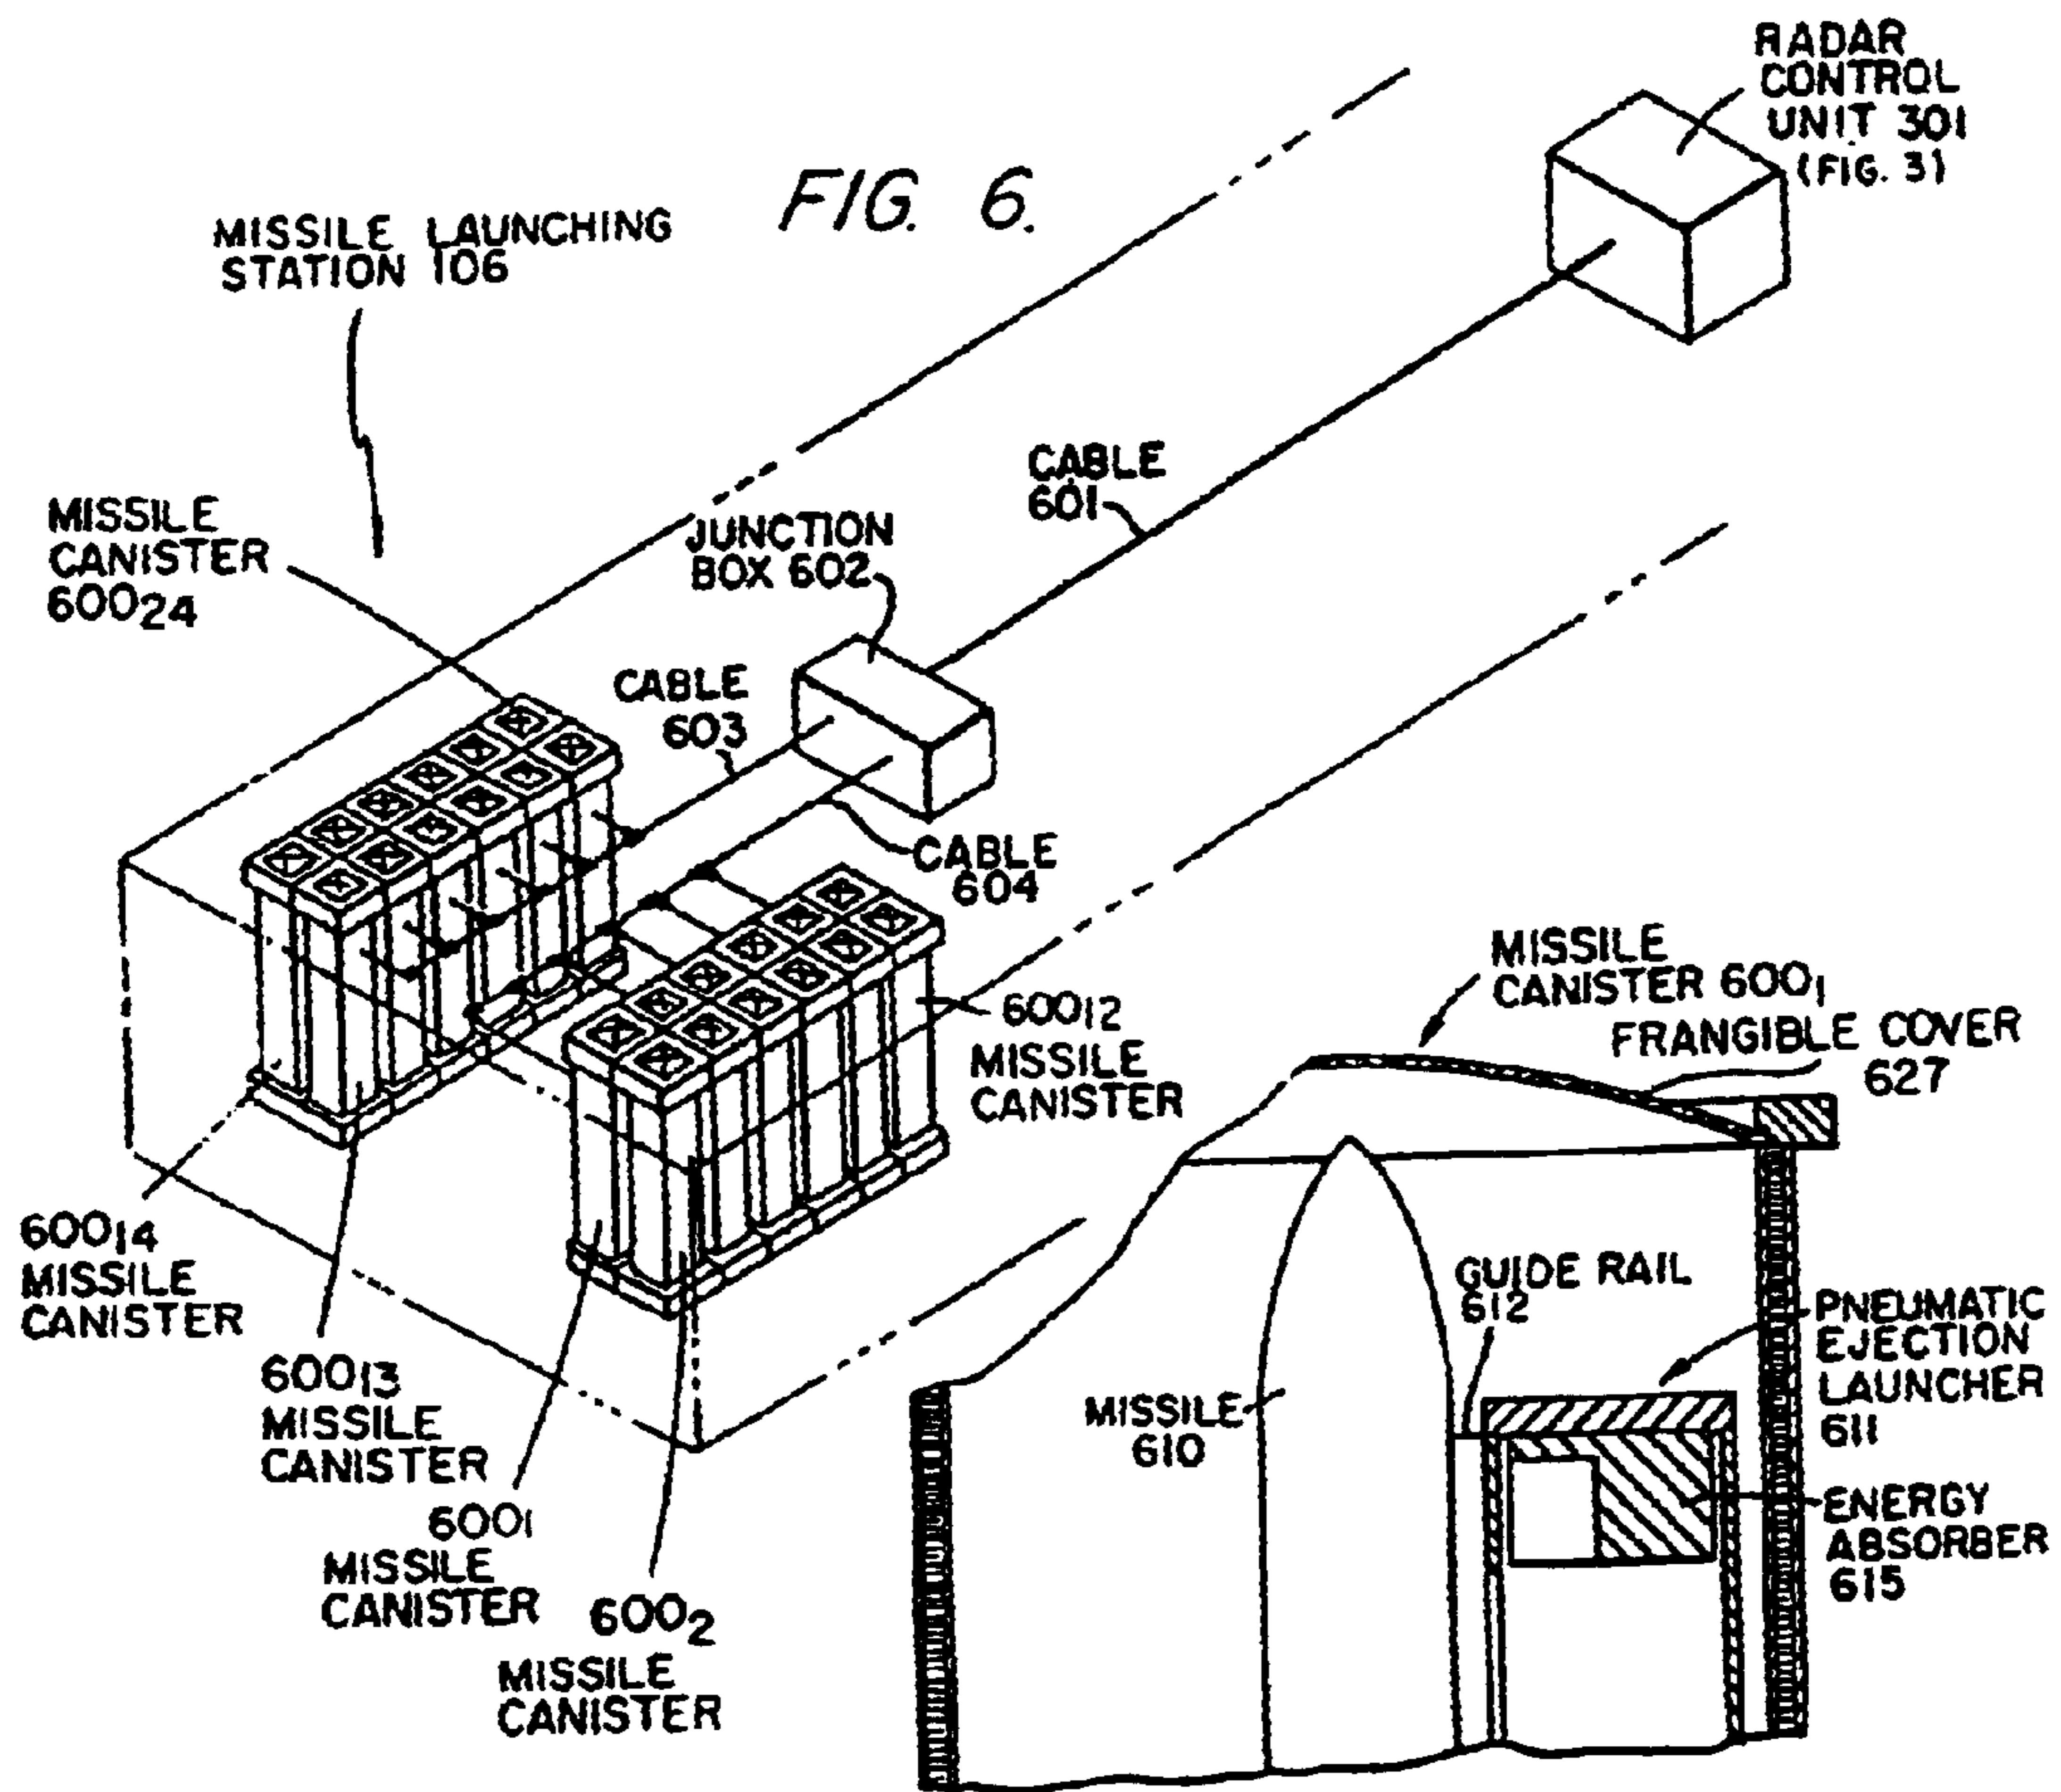 FIG. 6.
RADAR
CONTROL
UNIT 301
(FIG. 3)
MISSILE LAUNCHING
STATION 106
CABLE
601
MISSILE
CANISTER
600₂₄
JUNCTION
BOX 602
CABLE
603
CABLE
604
600₁₂
MISSILE
CANISTER
MISSILE
CANISTER 600₁
FRANGIBLE COVER
627
600₁₄
MISSILE
CANISTER
600₁₃
MISSILE
CANISTER
600₁
MISSILE
CANISTER
600₂
MISSILE
CANISTER
GUIDE RAIL
612
PNEUMATIC
EJECTION
LAUNCHER
611
MISSILE
610
ENERGY
ABSORBER
615